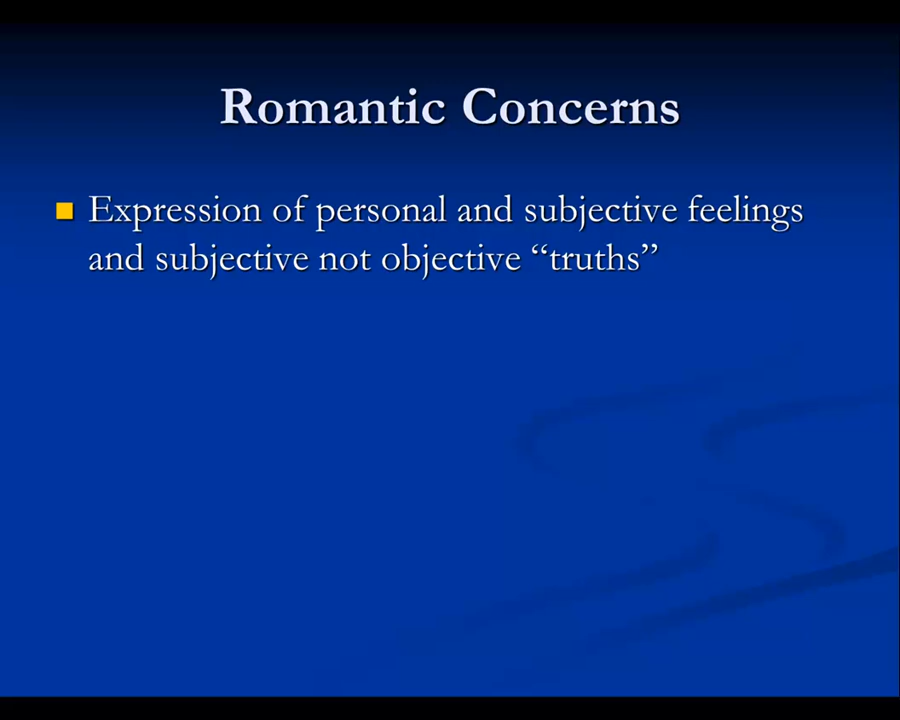 Romantic Concerns
Expression of personal and subjective feelings
and subjective not objective “truths”